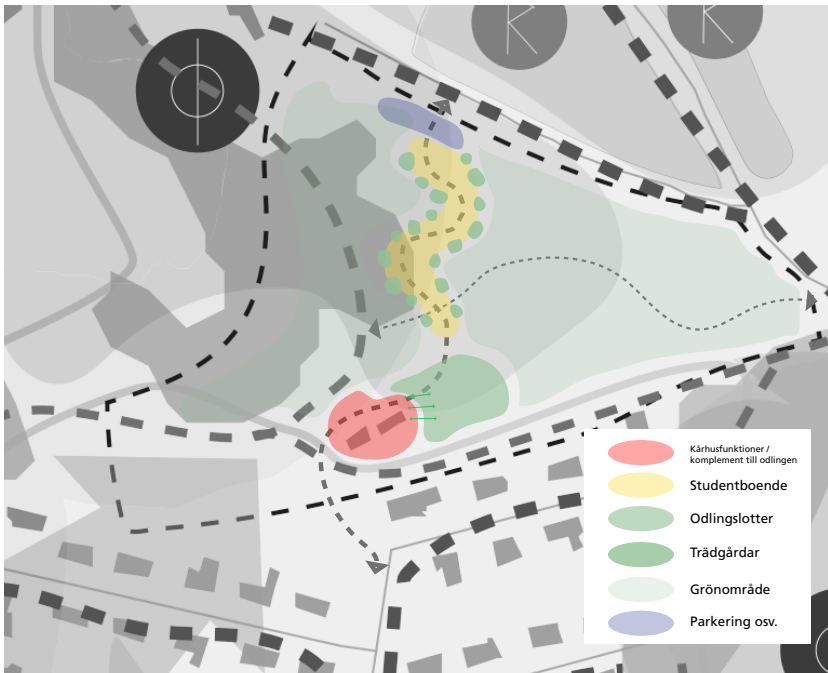 Kårhusfunktioner /
komplement till odlingen
Studentboende
Odlingslotter
Trädgårdar
Grönområde
Parkering osv.